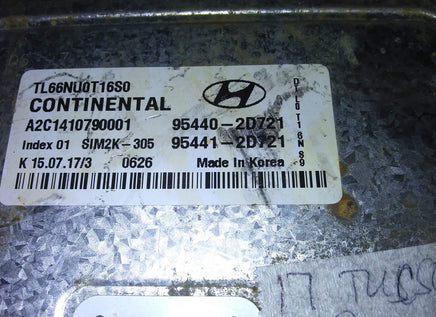 TL66NU0T16S0
CONTINENTAL
A2C1410790001 95440-2D721
Index 01 SIM2K-305 95441-2D721
K 15.07.17/3 0626 Made In Korea
17 TUCSO